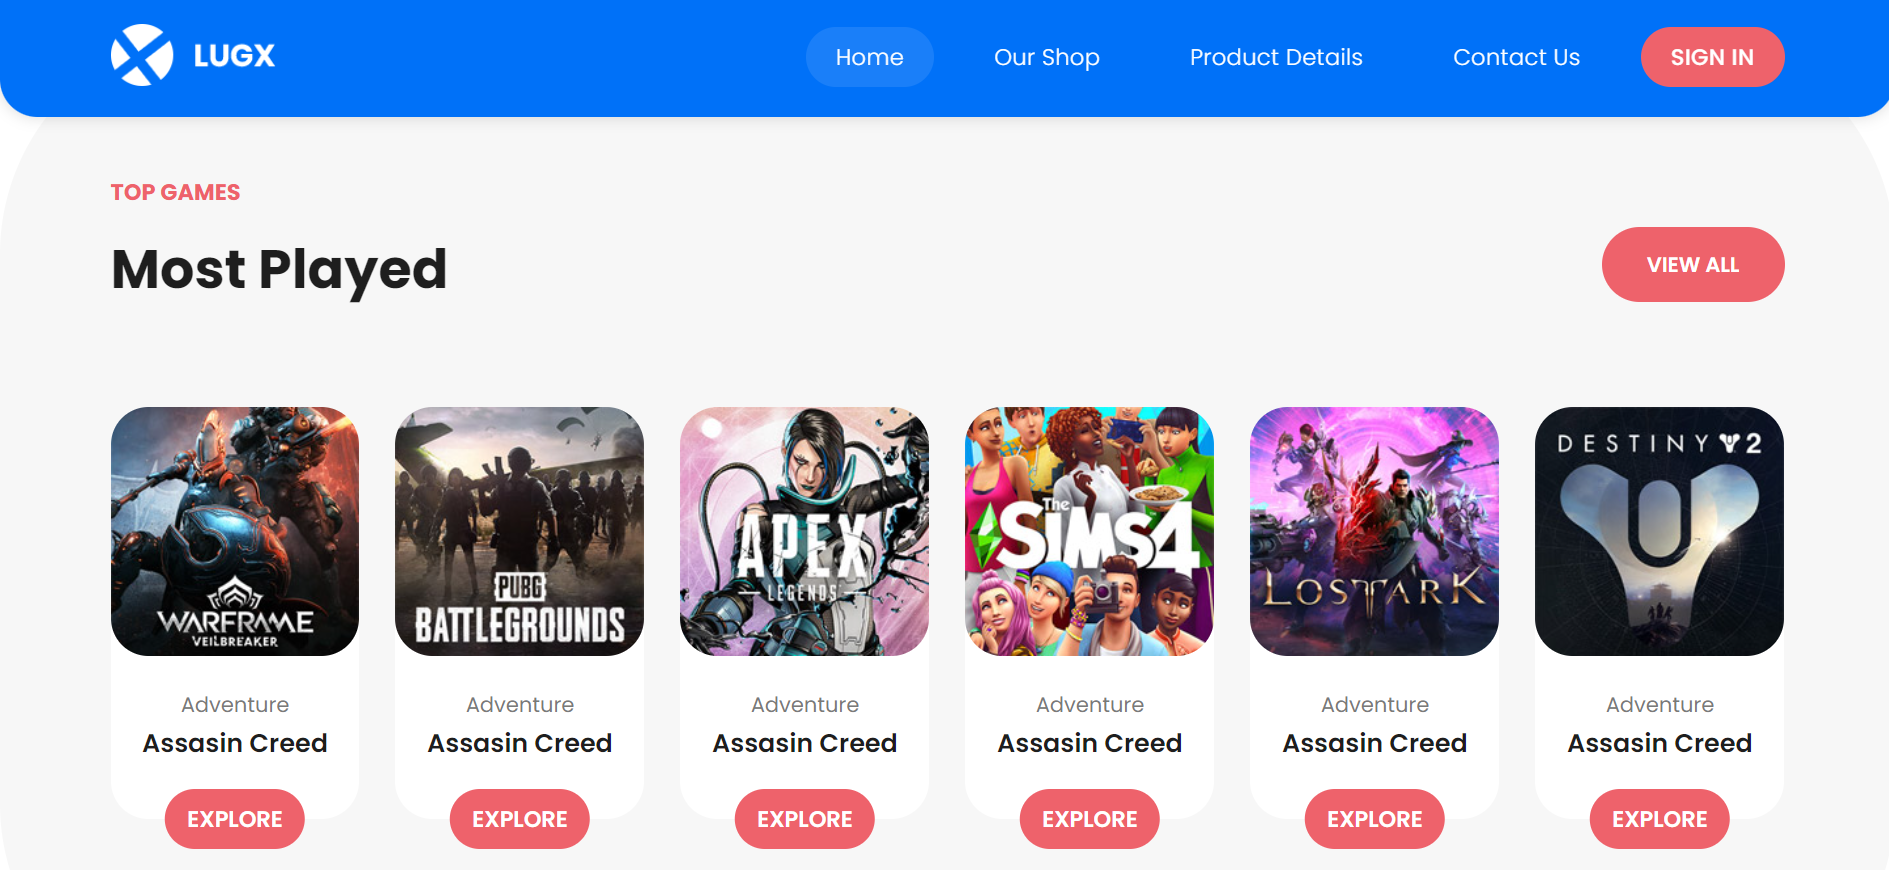 LUGX
Home
Our Shop
Product Details
Contact Us
SIGN IN
TOP GAMES
Most Played
VIEW ALL
WARFRAME
VEILBREAKER
PUBG
BATTLEGROUNDS
APEX
LEGENDS
The
SIMS4
LOST ARK
DESTINY 2
Adventure
Assasin Creed
EXPLORE
Adventure
Assasin Creed
EXPLORE
Adventure
Assasin Creed
EXPLORE
Adventure
Assasin Creed
EXPLORE
Adventure
Assasin Creed
EXPLORE
Adventure
Assasin Creed
EXPLORE